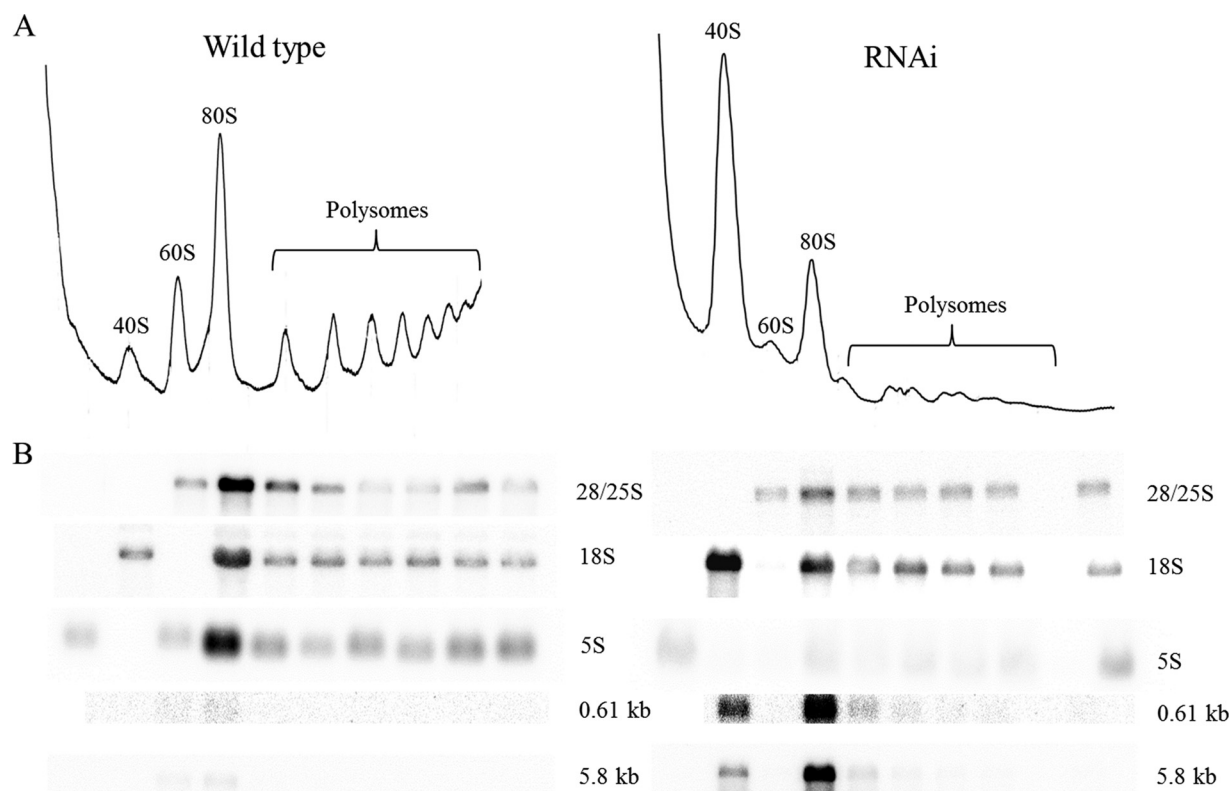 A
Wild type
40S
60S
80S
Polysomes
RNAi
40S
60S
80S
Polysomes
B
28/25S
18S
5S
0.61 kb
5.8 kb
28/25S
18S
5S
0.61 kb
5.8 kb